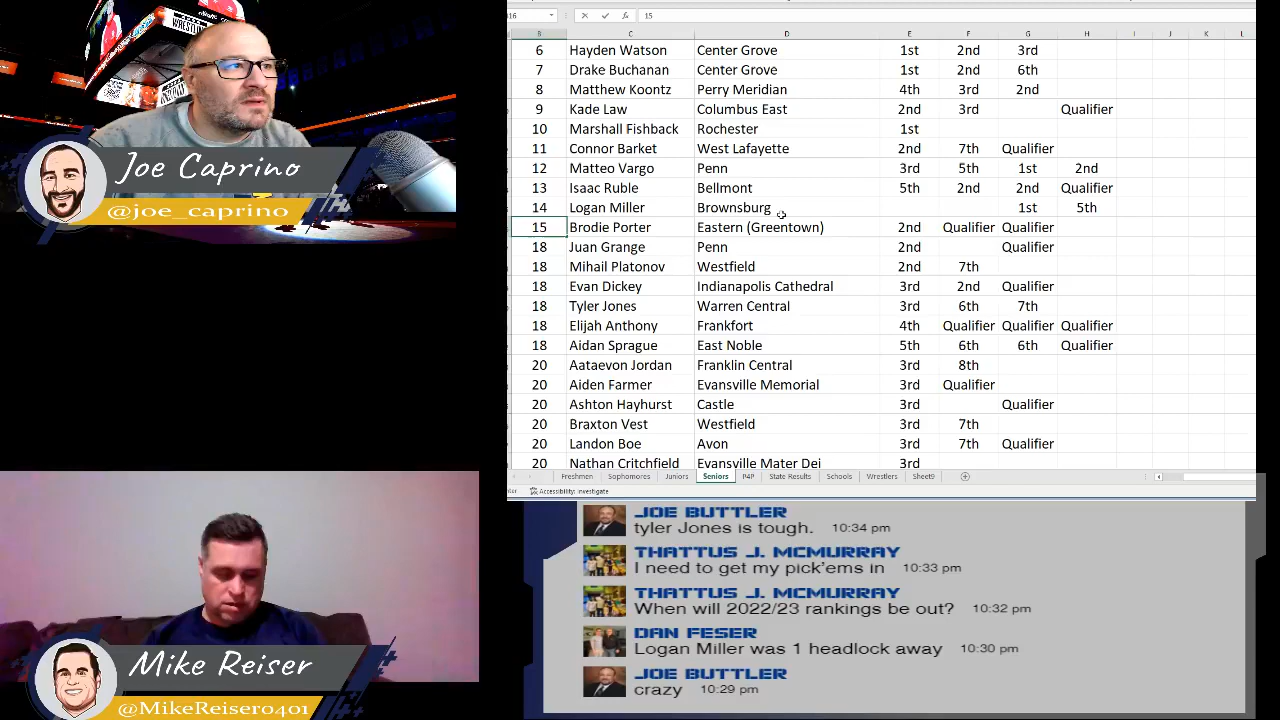 Joe Caprino
@joe_caprino
15
B C D E F G H I J K L
6 Hayden Watson Center Grove 1st 2nd 3rd
7 Drake Buchanan Center Grove 1st 2nd 6th
8 Matthew Koontz Perry Meridian 4th 3rd 2nd
9 Kade Law Columbus East 2nd 3rd Qualifier
10 Marshall Fishback Rochester 1st
11 Connor Barket West Lafayette 2nd 7th Qualifier
12 Matteo Vargo Penn 3rd 5th 1st 2nd
13 Isaac Ruble Bellmont 5th 2nd 2nd Qualifier
14 Logan Miller Brownsburg 1st 5th
15 Brodie Porter Eastern (Greentown) 2nd Qualifier Qualifier
18 Juan Grange Penn 2nd Qualifier
18 Mihail Platonov Westfield 2nd 7th
18 Evan Dickey Indianapolis Cathedral 3rd 2nd Qualifier
18 Tyler Jones Warren Central 3rd 6th 7th
18 Elijah Anthony Frankfort 4th Qualifier Qualifier Qualifier
18 Aidan Sprague East Noble 5th 6th 6th Qualifier
20 Aataevon Jordan Franklin Central 3rd 8th
20 Aiden Farmer Evansville Memorial 3rd Qualifier
20 Ashton Hayhurst Castle 3rd Qualifier
20 Braxton Vest Westfield 3rd 7th
20 Landon Boe Avon 3rd 7th Qualifier
20 Nathan Critchfield Evansville Mater Dei 3rd
Freshmen Sophomores Juniors Seniors P4P State Results Schools Wrestlers Sheet9
Accessibility: Investigate
JOE BUTTLER
tyler Jones is tough. 10:34 pm
THATTUS J. MCMURRAY
I need to get my pick'ems in 10:33 pm
THATTUS J. MCMURRAY
When will 2022/23 rankings be out? 10:32 pm
DAN FESER
Logan Miller was 1 headlock away 10:30 pm
JOE BUTTLER
crazy 10:29 pm
Mike Reiser
@MikeReiser0401